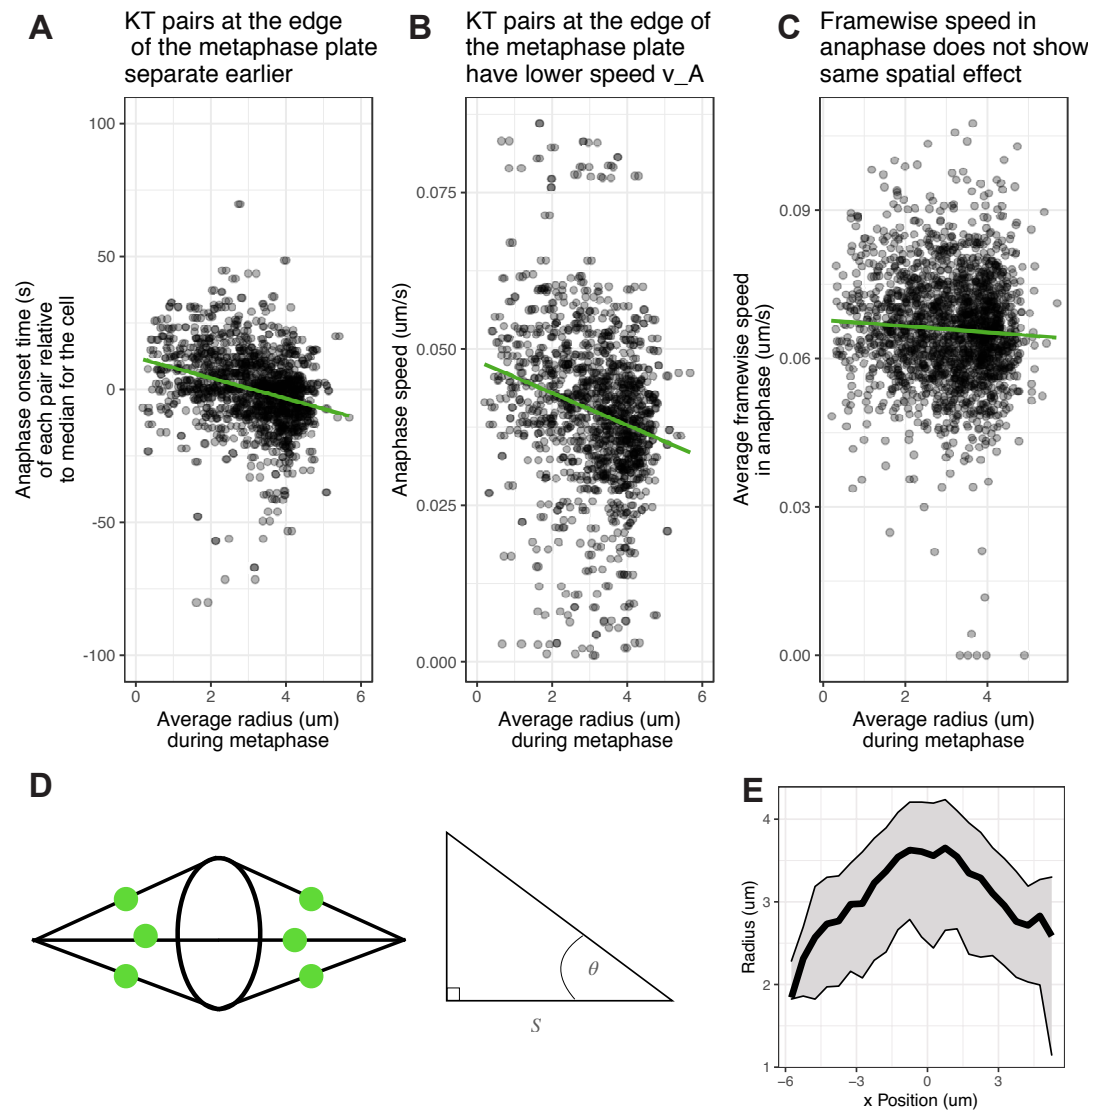 A
KT pairs at the edge
of the metaphase plate
separate earlier
100
50
0
-50
-100
Anaphase onset time (s)
of each pair relative
to median for the cell
0
2
4
6
Average radius (um)
during metaphase
B
KT pairs at the edge of
the metaphase plate
have lower speed v_A
0.075
0.050
0.025
0.000
Anaphase speed (um/s)
0
2
4
6
Average radius (um)
during metaphase
C
Framewise speed in
anaphase does not show
same spatial effect
0.09
0.06
0.03
0.00
Average framewise speed
in anaphase (um/s)
0
2
4
Average radius (um)
during metaphase
D
θ
S
E
4
3
2
1
Radius (um)
−6
−3
0
3
x Position (um)